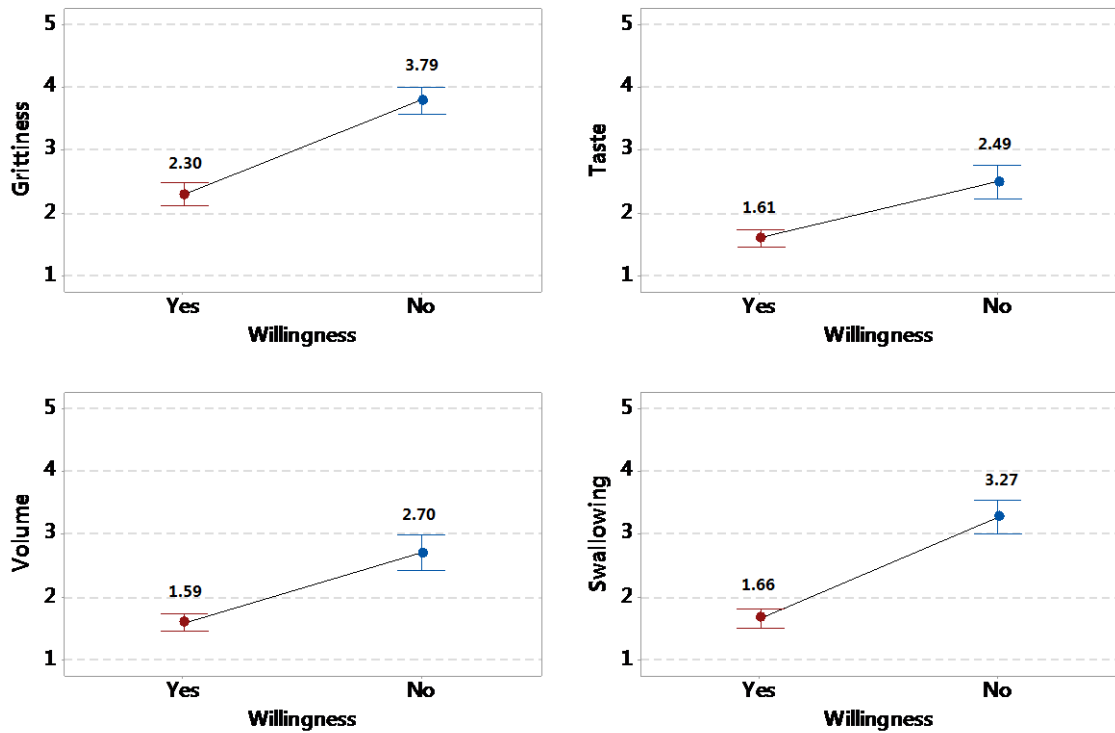 Grittiness
5
4
3
2
1
2.30
3.79
Yes No
Willingness
Taste
5
4
3
2
1
1.61
2.49
Yes No
Willingness
Volume
5
4
3
2
1
1.59
2.70
Yes No
Willingness
Swallowing
5
4
3
2
1
1.66
3.27
Yes No
Willingness